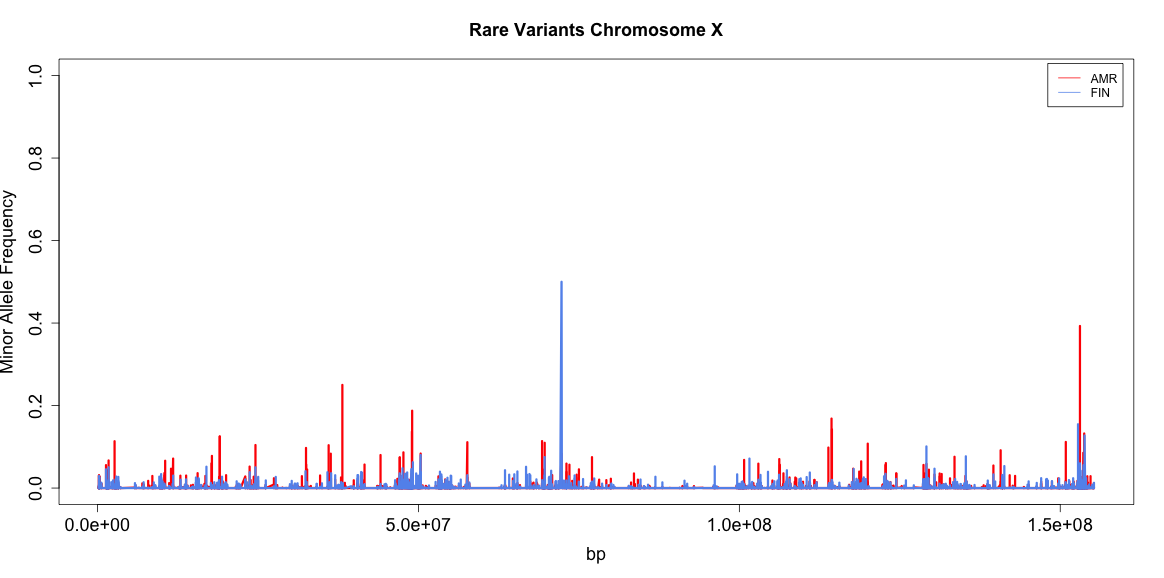 Rare Variants Chromosome X
AMR
FIN
Minor Allele Frequency
1.0
0.8
0.6
0.4
0.2
0.0
0.0e+00
5.0e+07
1.0e+08
1.5e+08
bp